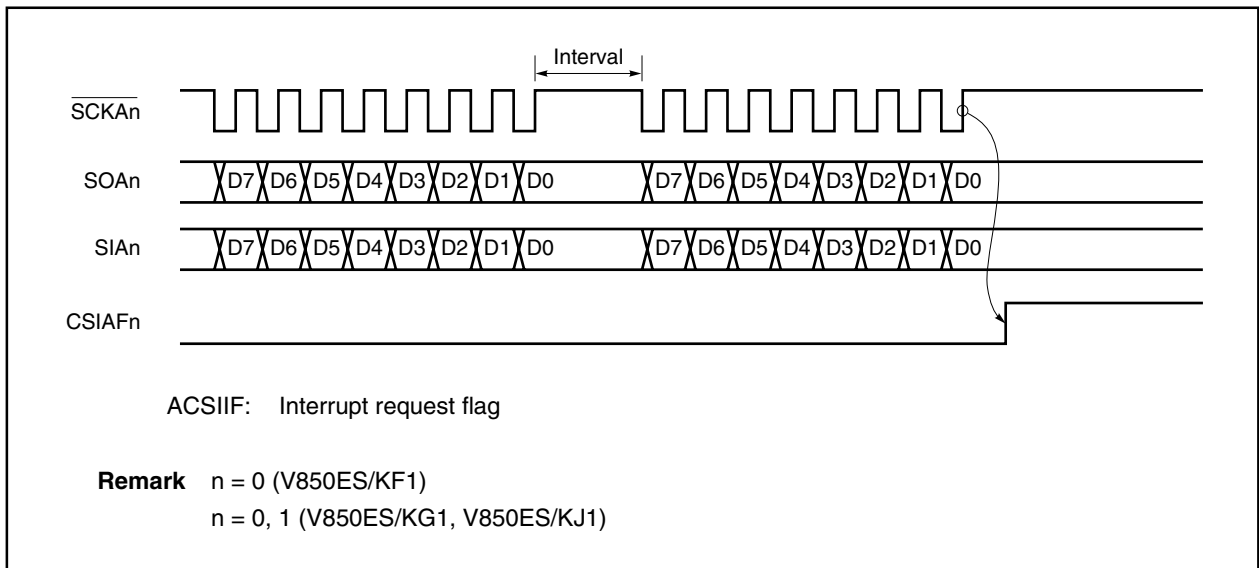 Interval
SCKAn
SOAn D7 D6 D5 D4 D3 D2 D1 D0 D7 D6 D5 D4 D3 D2 D1 D0
SIAn D7 D6 D5 D4 D3 D2 D1 D0 D7 D6 D5 D4 D3 D2 D1 D0
CSIAFn
ACSIIF: Interrupt request flag
Remark n = 0 (V850ES/KF1)
n = 0, 1 (V850ES/KG1, V850ES/KJ1)